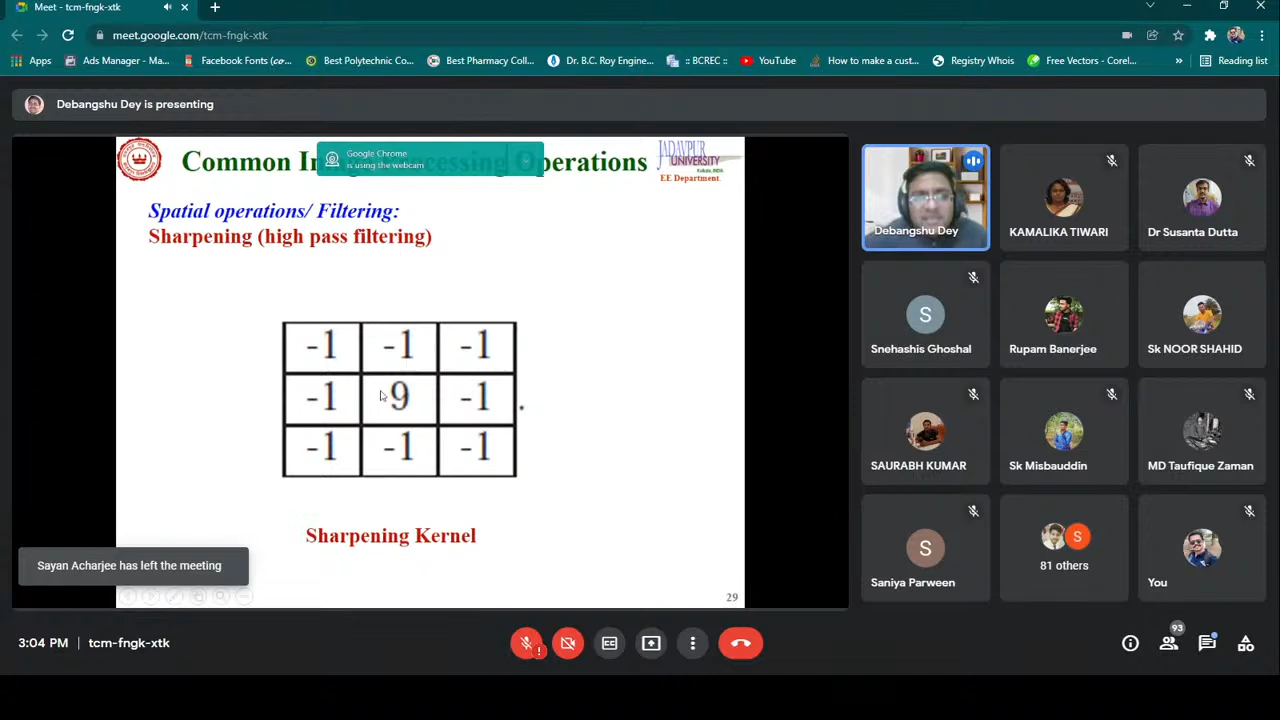 Meet - tcm-fngk-xtk
meet.google.com/tcm-fngk-xtk
Apps
Ads Manager - Ma...
Best Polytechnic Co...
Best Pharmacy Coll...
Dr. B.C. Roy Engine...
:: BCREC ::
YouTube
How to make a cust...
Registry Whois
Free Vectors - Corel...
»
Reading list
Debangshu Dey is presenting
Common Operations
Google Chrome
is using the webcam
JADAVPUR
UNIVERSITY
Kolkata, INDIA
EE Department.
Spatial operations/ Filtering:
Sharpening (high pass filtering)
-1 -1 -1
-1 9 -1 .
-1 -1 -1
Sharpening Kernel
29
Sayan Acharjee has left the meeting
Debangshu Dey
KAMALIKA TIWARI
Dr Susanta Dutta
S
Snehashis Ghoshal
Rupam Banerjee
Sk NOOR SHAHID
SAURABH KUMAR
Sk Misbauddin
MD Taufique Zaman
S
Saniya Parween
S
81 others
You
3:04 PM | tcm-fngk-xtk
CC
93